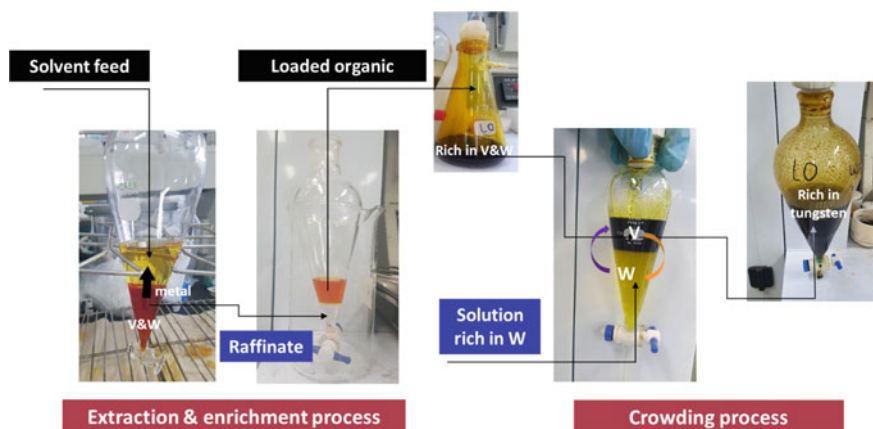 Solvent feed
Loaded organic
LO
Rich in V&W
metal
V&W
Raffinate
V
W
Solution
rich in W
LO
Rich in
tungsten
Extraction & enrichment process
Crowding process